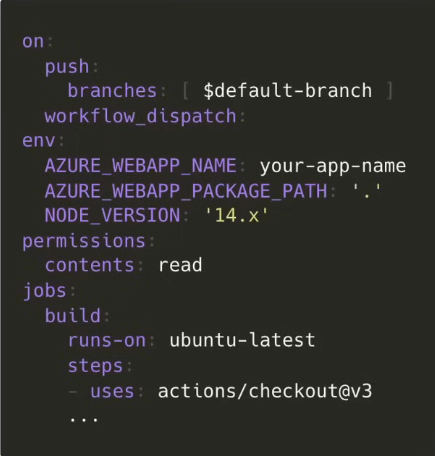 on:
  push:
    branches: [ $default-branch ]
  workflow_dispatch:
env:
  AZURE_WEBAPP_NAME: your-app-name
  AZURE_WEBAPP_PACKAGE_PATH: '.'
  NODE_VERSION: '14.x'
permissions:
  contents: read
jobs:
  build:
    runs-on: ubuntu-latest
    steps:
    - uses: actions/checkout@v3
    ...